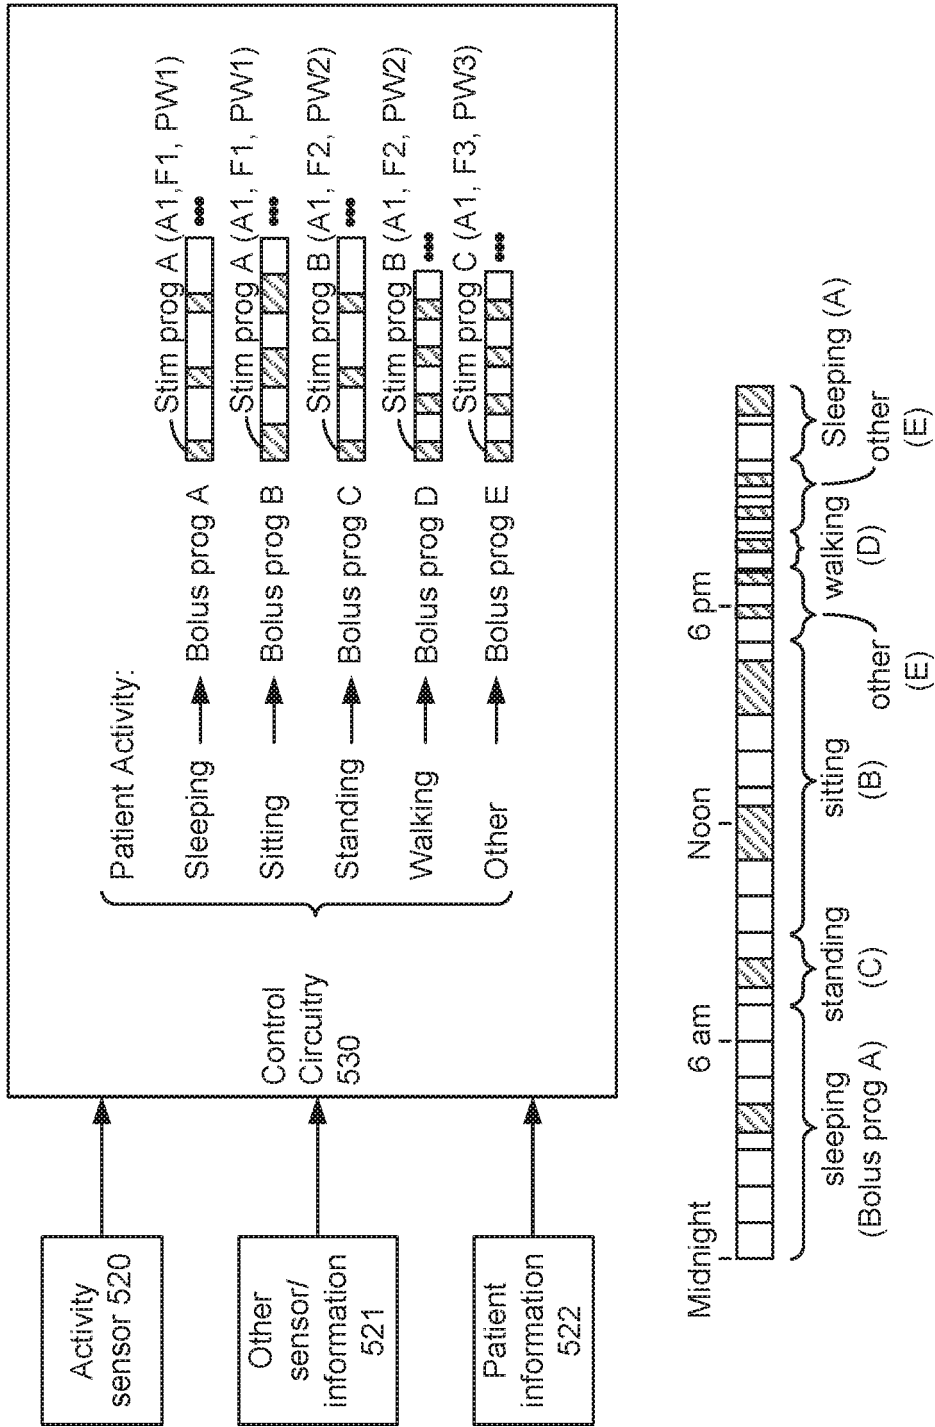 Activity
sensor 520
Other
sensor/
information
521
Patient
information
522
Control
Circuitry
530
Patient Activity:
Sleeping
Bolus prog A
Stim prog A (A1,F1, PW1)
Sitting
Bolus prog B
Stim prog A (A1, F1, PW1)
Standing
Bolus prog C
Stim prog B (A1, F2, PW2)
Walking
Bolus prog D
Stim prog B (A1, F2, PW2)
Other
Bolus prog E
Stim prog C (A1, F3, PW3)
Midnight
6 am
Noon
6 pm
sleeping
(Bolus prog A)
standing
(C)
sitting
(B)
other
(E)
walking
(D)
other
(E)
Sleeping (A)